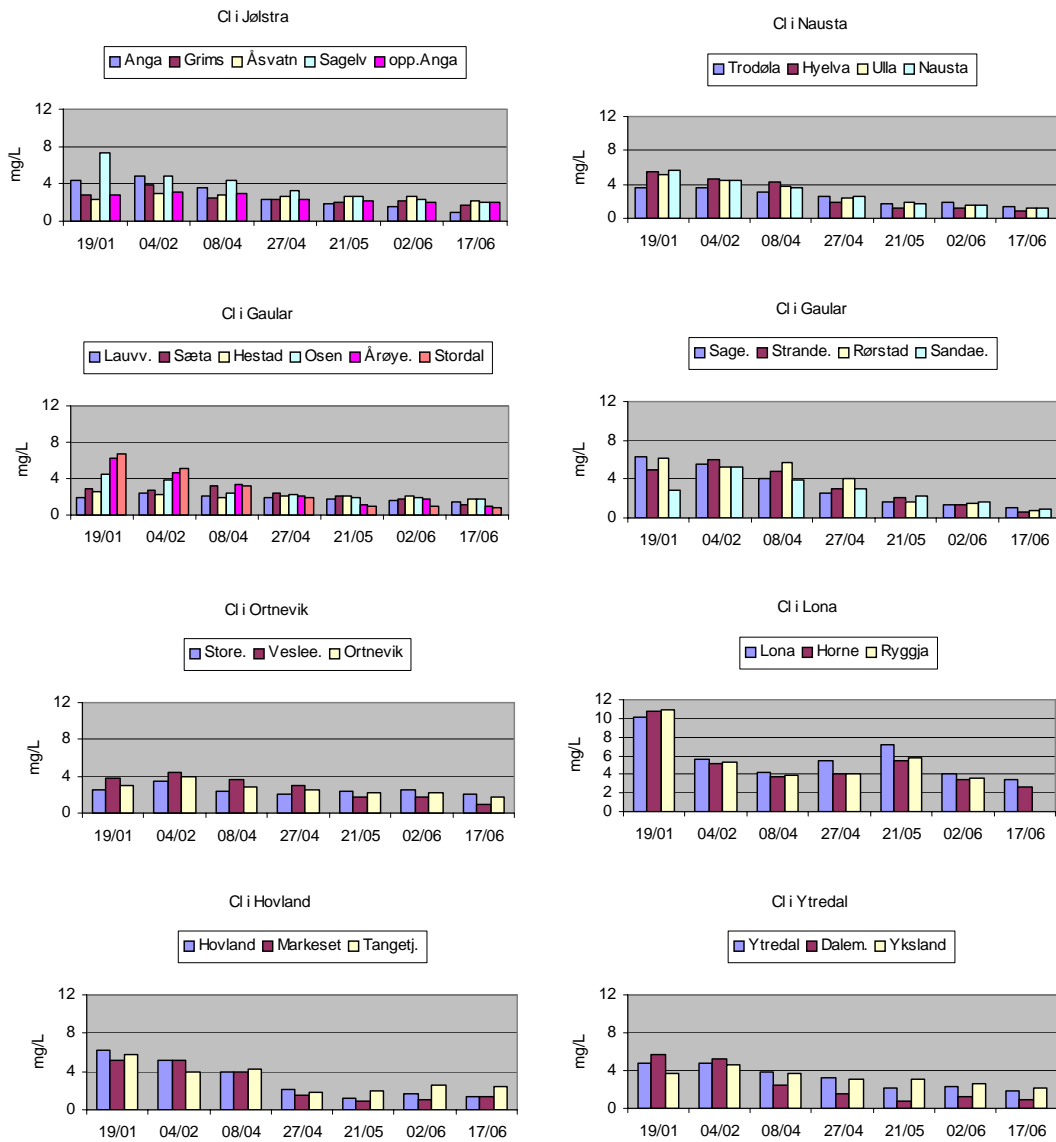 Cl i Jølstra
Anga Grims Åsvatn Sagelv opp.Anga
12
8
4
0
mg/L
19/01 04/02 08/04 27/04 21/05 02/06 17/06
Cl i Nausta
Trodøla Hyelva Ulla Nausta
12
8
4
0
mg/L
19/01 04/02 08/04 27/04 21/05 02/06 17/06
Cl i Gaular
Lauvv. Sæta Hestad Osen Årøye. Stordal
12
8
4
0
mg/L
19/01 04/02 08/04 27/04 21/05 02/06 17/06
Cl i Gaular
Sage. Strande. Rørstad Sandae.
12
8
4
0
mg/L
19/01 04/02 08/04 27/04 21/05 02/06 17/06
Cl i Ortnevik
Store. Veslee. Ortnevik
12
8
4
0
mg/L
19/01 04/02 08/04 27/04 21/05 02/06 17/06
Cl i Lona
Lona Horne Ryggja
12
10
8
6
4
2
0
mg/L
19/01 04/02 08/04 27/04 21/05 02/06 17/06
Cl i Hovland
Hovland Markeset Tangetj.
12
8
4
0
mg/L
19/01 04/02 08/04 27/04 21/05 02/06 17/06
Cl i Ytredal
Ytredal Dalem. Yksland
12
8
4
0
mg/L
19/01 04/02 08/04 27/04 21/05 02/06 17/06